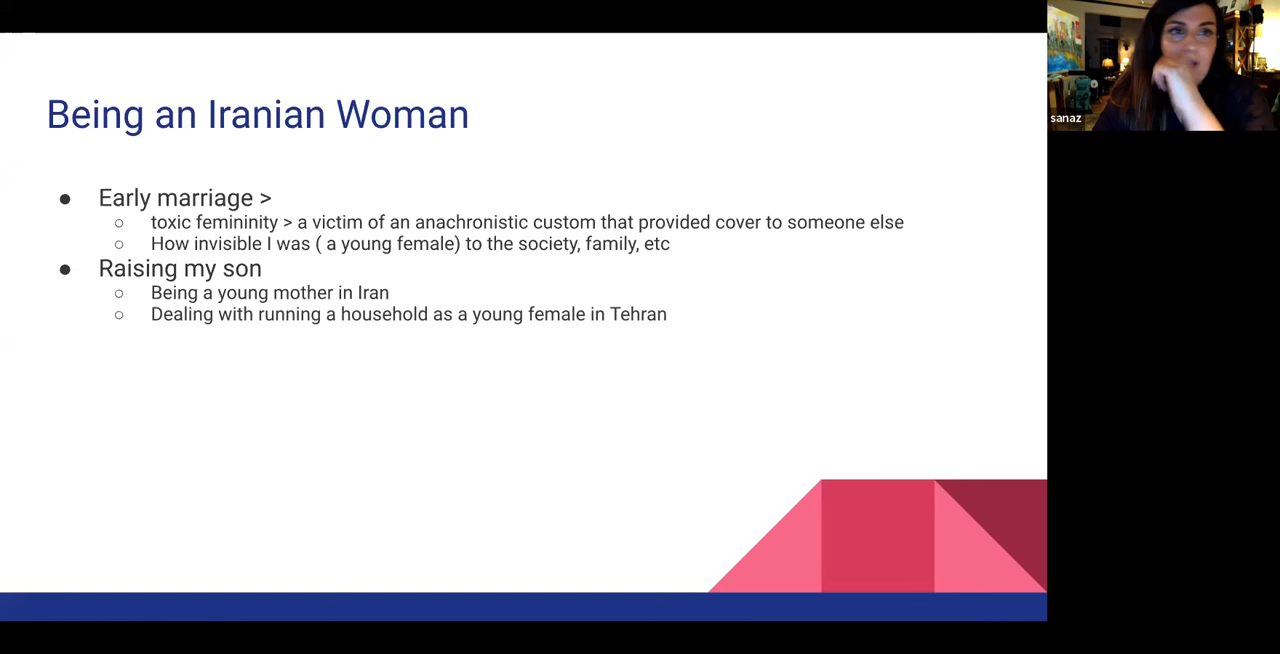 Being an Iranian Woman
● Early marriage >
○ toxic femininity > a victim of an anachronistic custom that provided cover to someone else
○ How invisible I was ( a young female) to the society, family, etc
● Raising my son
○ Being a young mother in Iran
○ Dealing with running a household as a young female in Tehran
sanaz